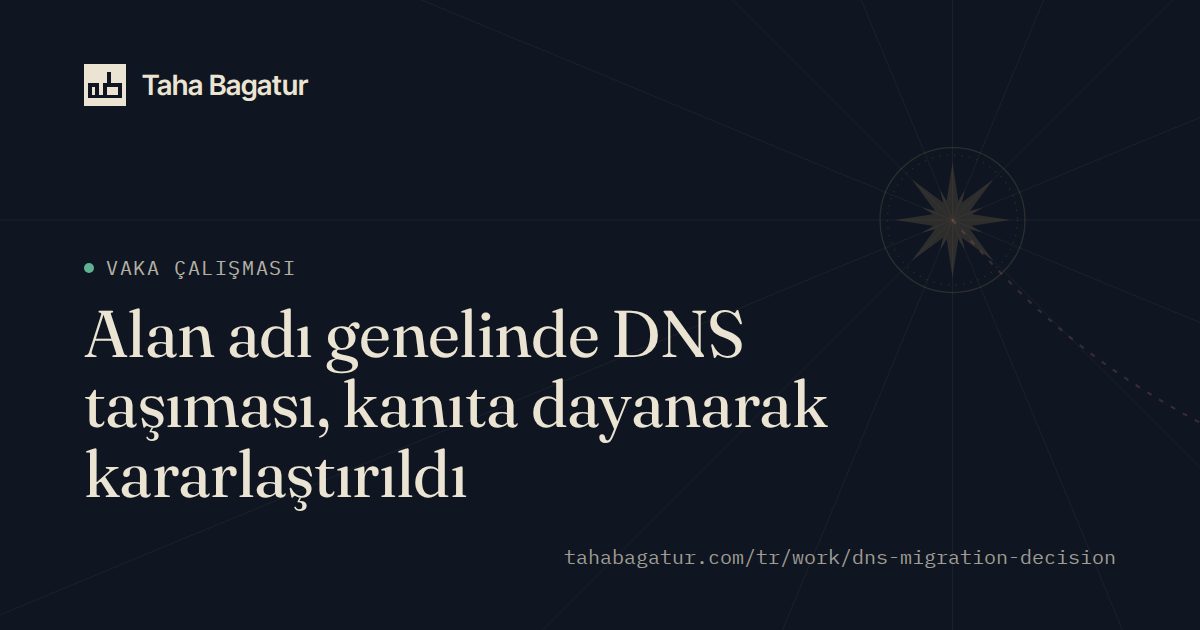 Taha Bagatur
VAKA ÇALIŞMASI
Alan adı genelinde DNS
taşıması, kanıta dayanarak
kararlaştırıldı
tahabagatur.com/tr/work/dns-migration-decision